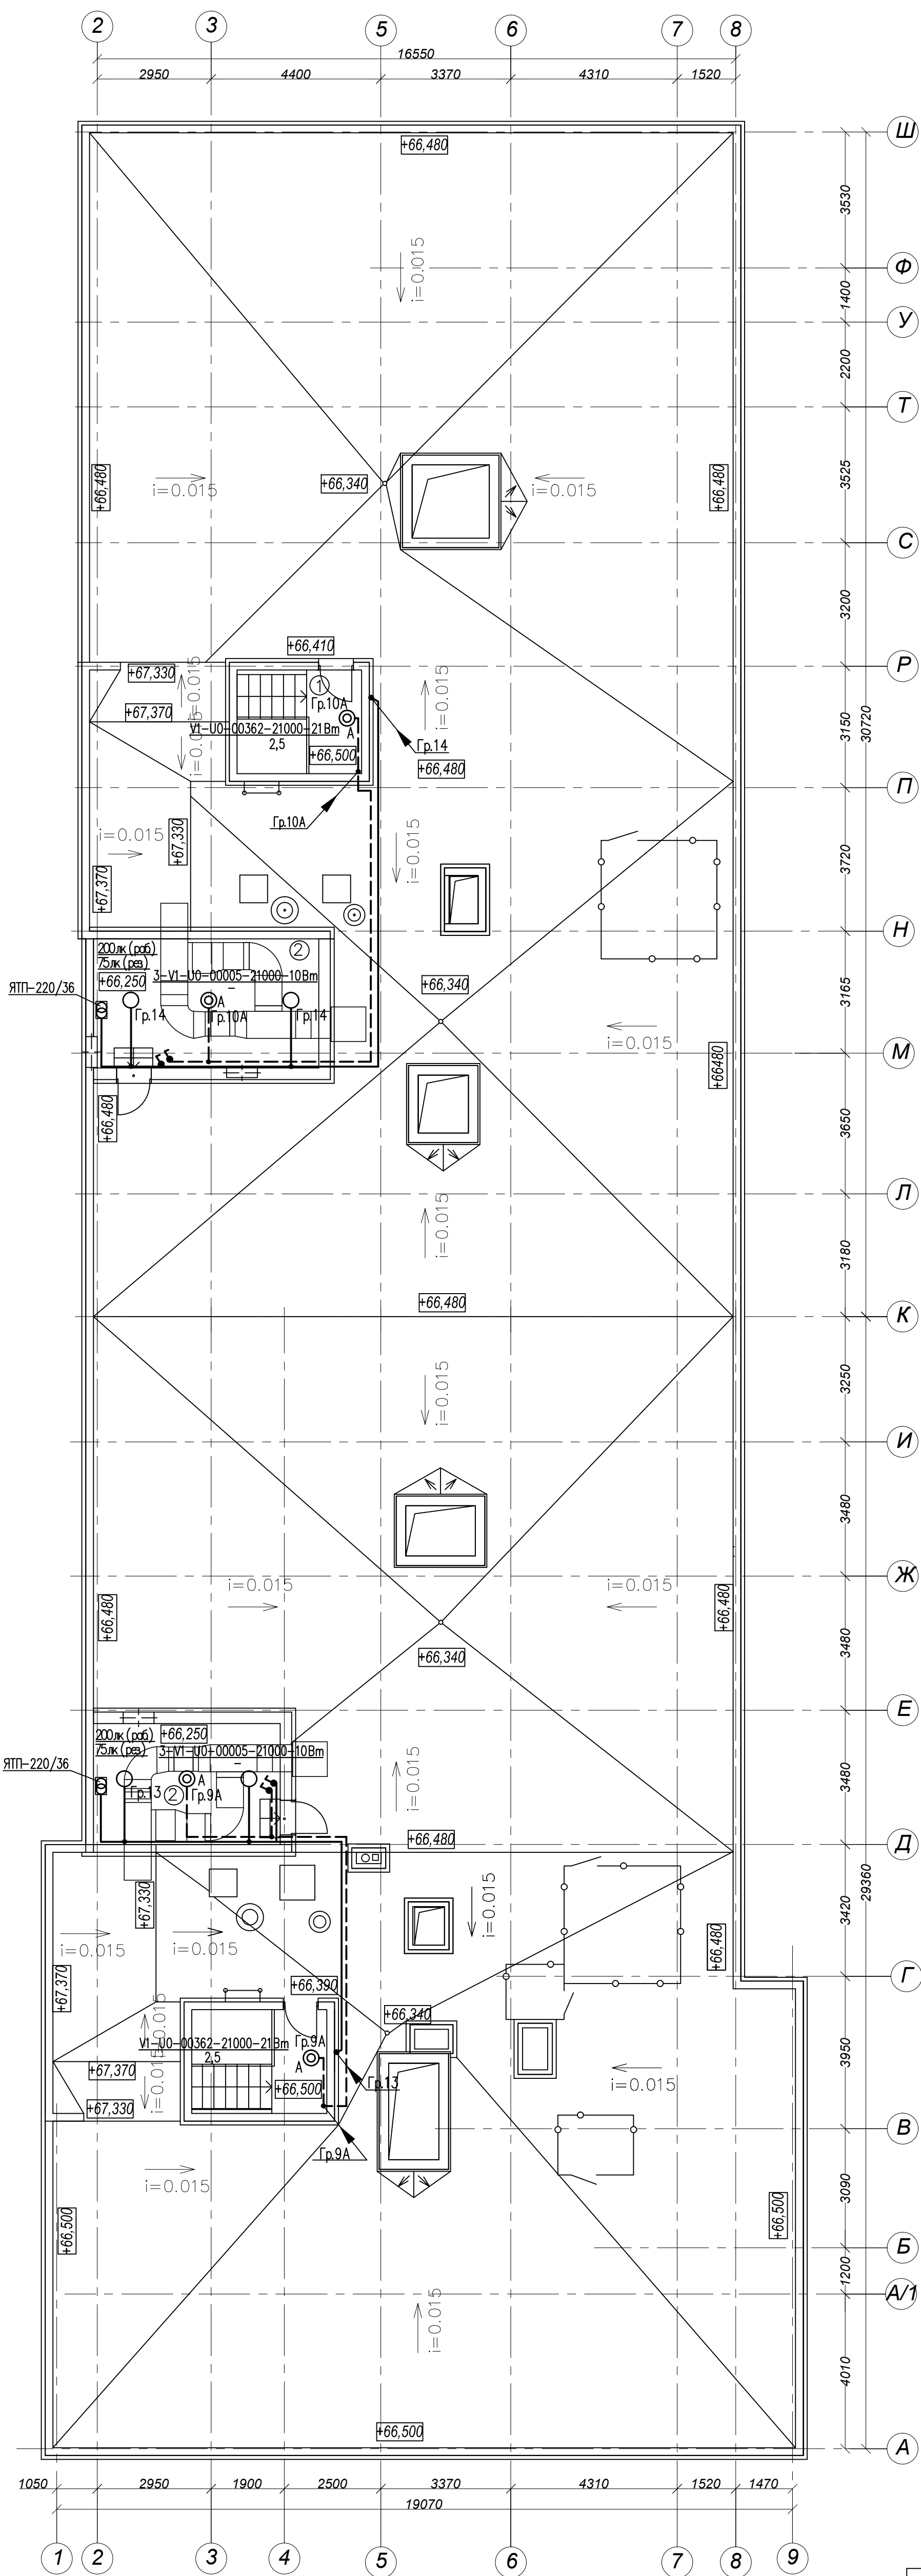 2 3 5 6 7 8
16550
2950 4400 3370 4310 1520
Ш
+66,480
3530
i=0.015
Ф
1400
У
2200
Т
+66,480
i=0.015
+66,340
i=0.015
+66,480
3525
С
3200
+66,410
Р
+67,330
i=0.015
1
Гр.10А
i=0.015
+67,370
V1-U0-00362-21000-21Вт
2,5
А
+66,500
Гр.14
+66,480
i=0.015
3150
30720
П
Гр.10А
i=0.015
+67,330
i=0.015
+67,370
3720
Н
200лк (раб.)
75лк (рез.)
2
3-V1-U0-00005-21000-10Вт
–
+66,250
ЯТП-220/36
А
Гр.14
Гр.10А
Гр.14
+66,340
i=0.015
3165
М
+66480
+66,480
3650
Л
i=0.015
3180
+66,480
К
i=0.015
3250
И
3480
Ж
i=0.015
i=0.015
+66,480
+66,480
+66,340
3480
Е
200лк (раб.)
75лк (рез.)
+66,250
3-V1-U0-00005-21000-10Вт
–
ЯТП-220/36
А
Гр.13
2
Гр.9А
i=0.015
3480
+66,480
Д
29360
+67,330
i=0.015
i=0.015
i=0.015
+66,480
3420
Г
+67,370
+66,390
+66,340
i=0.015
V1-U0-00362-21000-21Вт
2,5
Гр.9А
А
+67,370
+66,500
Гр.13
i=0.015
3950
+67,330
i=0.015
В
Гр.9А
i=0.015
+66,500
+66,500
3090
Б
1200
А/1
i=0.015
4010
+66,500
А
1050 2950 1900 2500 3370 4310 1520 1470
19070
1 2 3 4 5 6 7 8 9